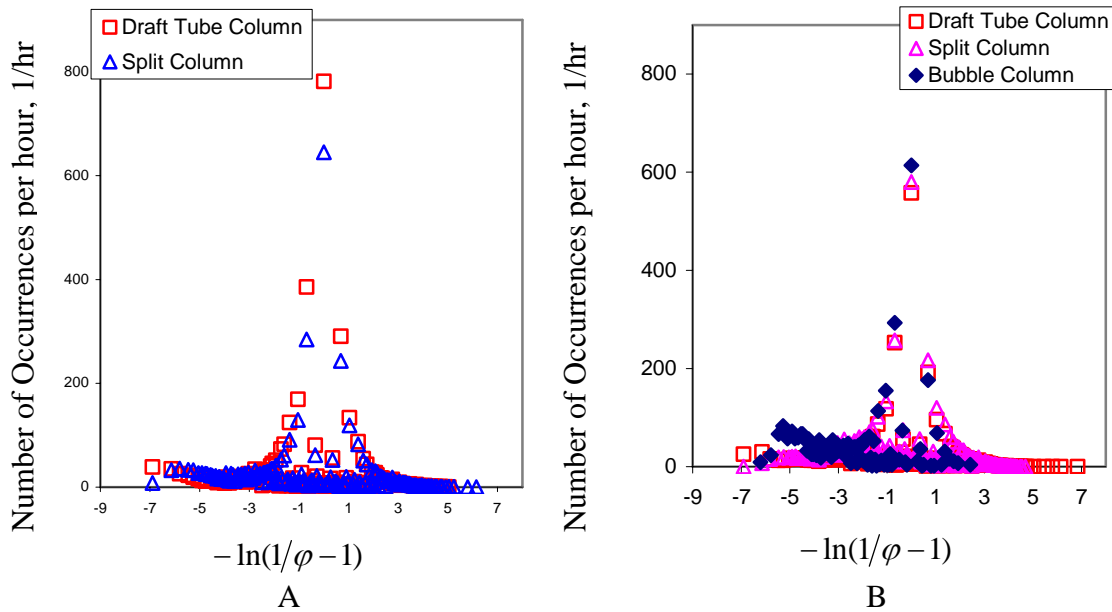 Number of Occurrences per hour, 1/hr
Draft Tube Column
Split Column
800
600
400
200
0
-9 -7 -5 -3 -1 1 3 5 7
− ln(1/φ − 1)
A
Number of Occurrences per hour, 1/hr
Draft Tube Column
Split Column
Bubble Column
800
600
400
200
0
-9 -7 -5 -3 -1 1 3 5 7
− ln(1/φ − 1)
B